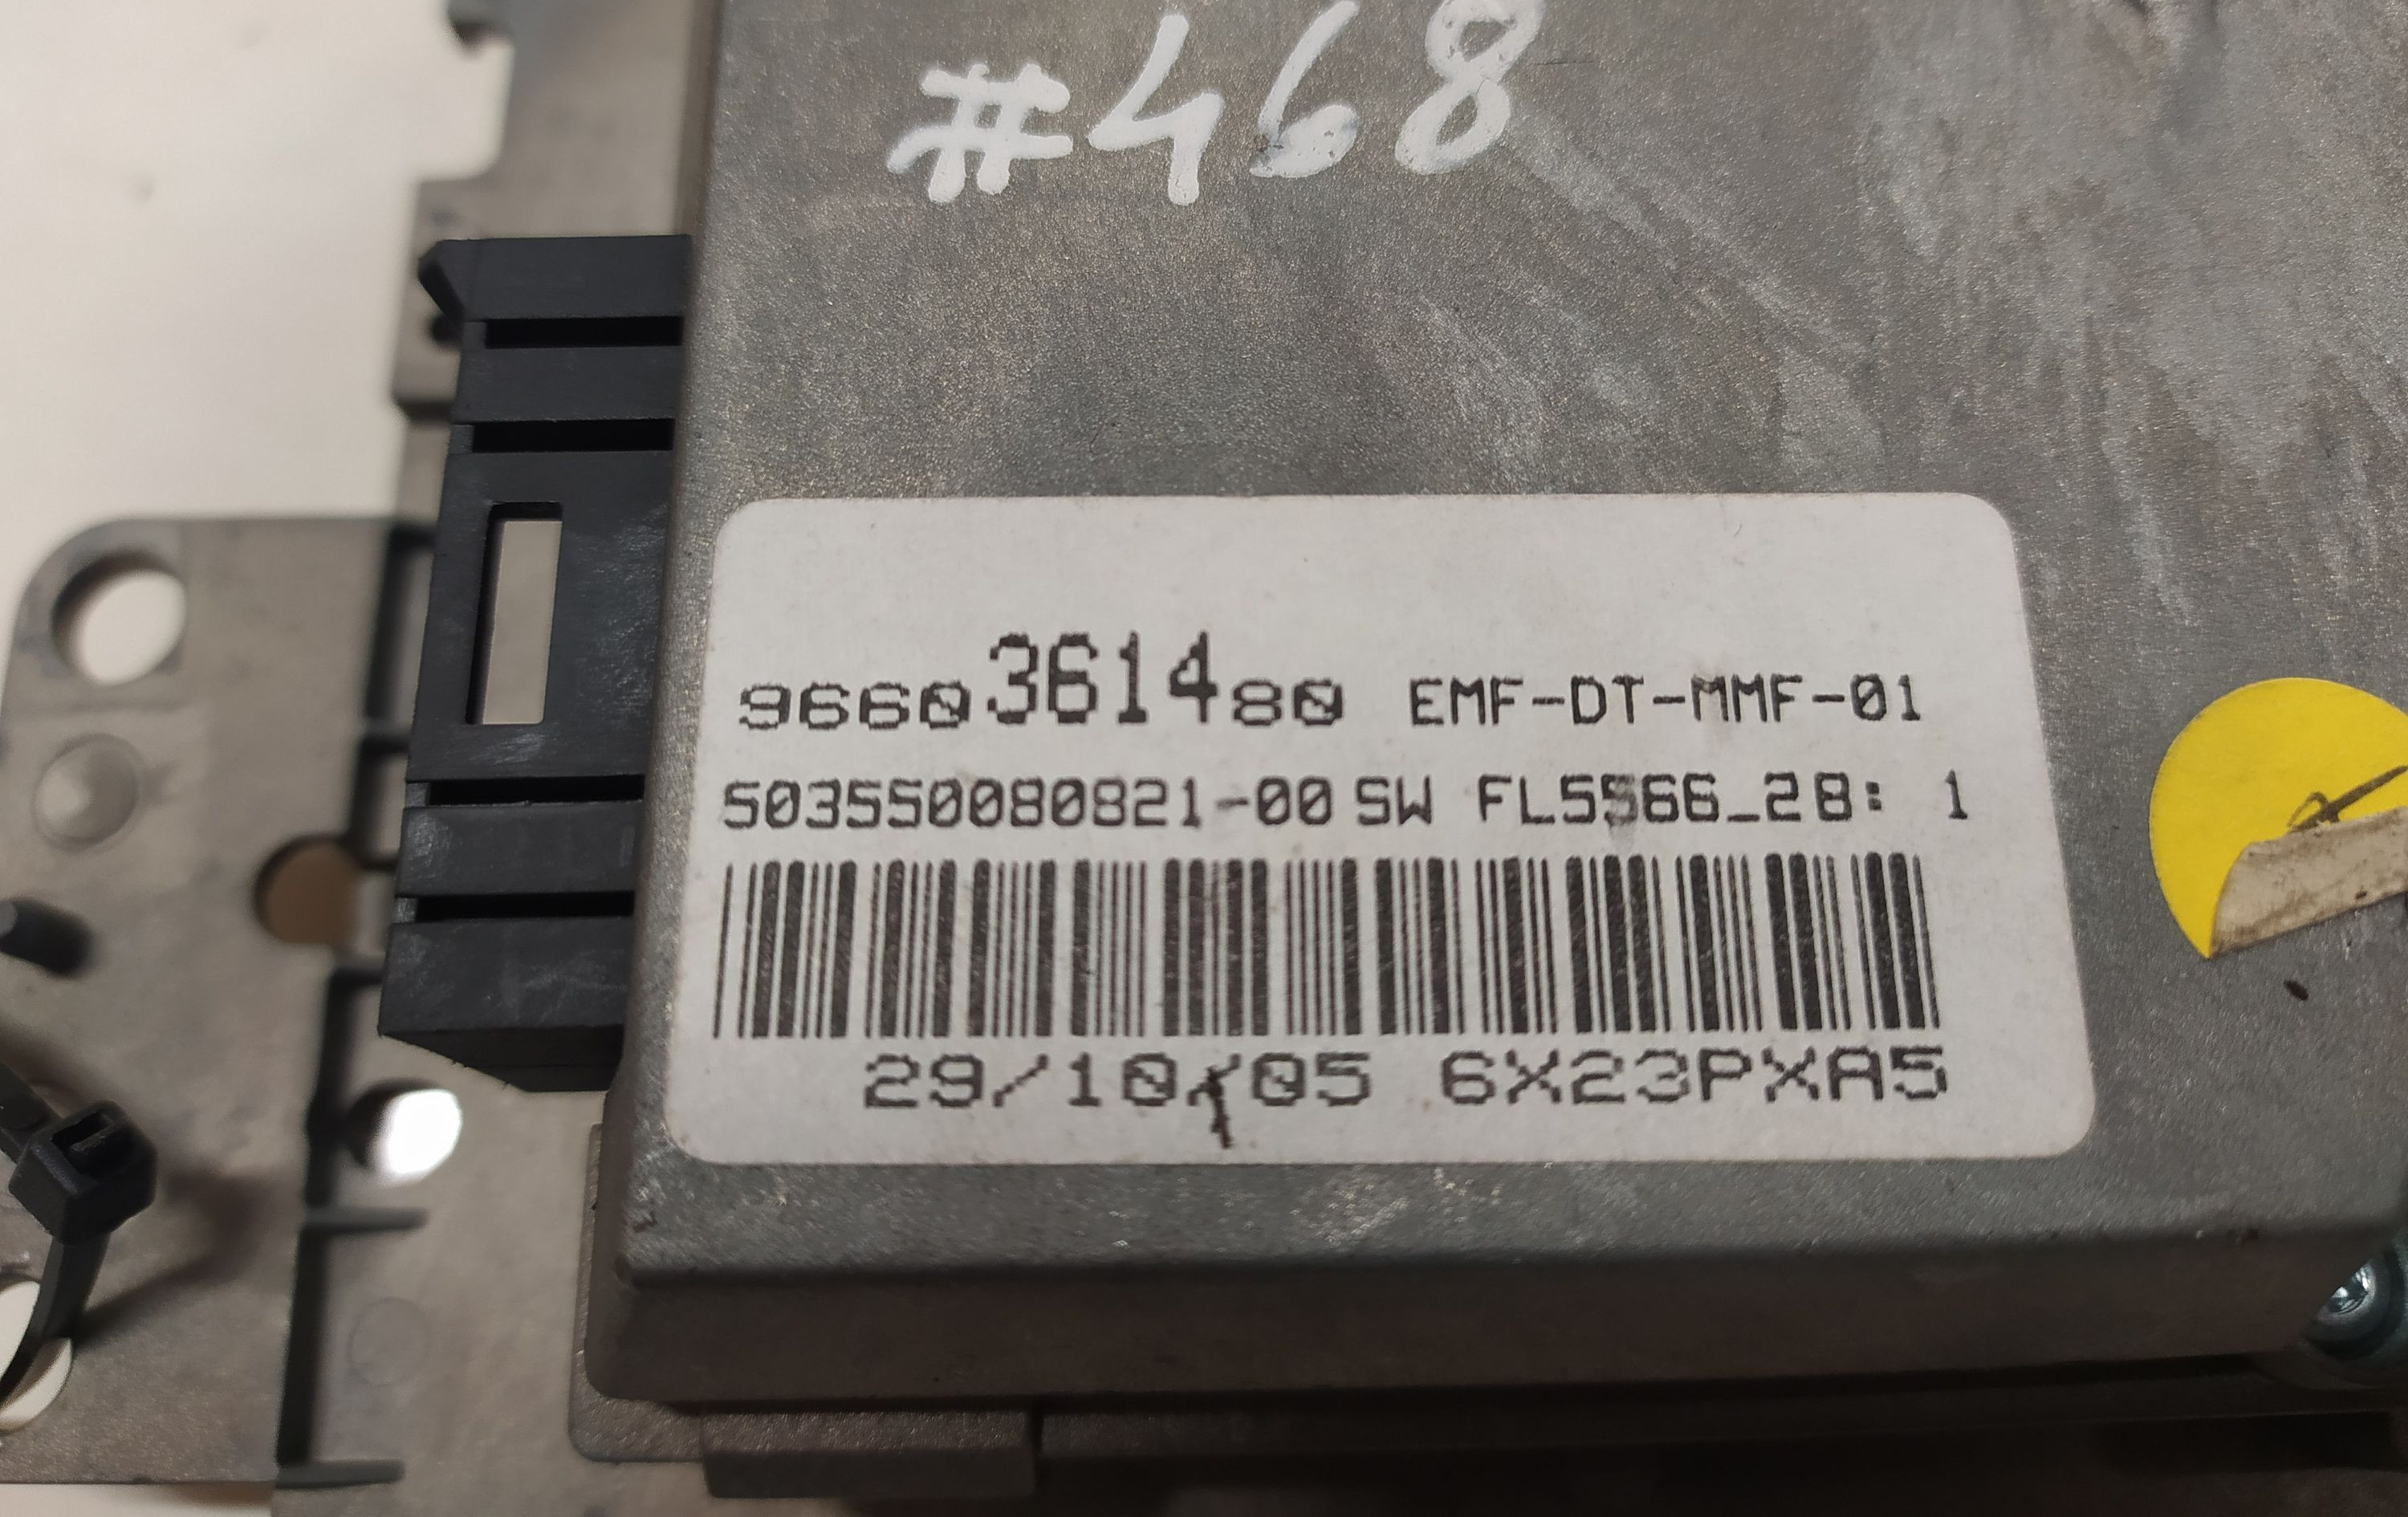 #468
9660361480 EMF-DT-MMF-01
503550080821-00 SW FL5566_28: 1
29/10/05 6X23PXA5